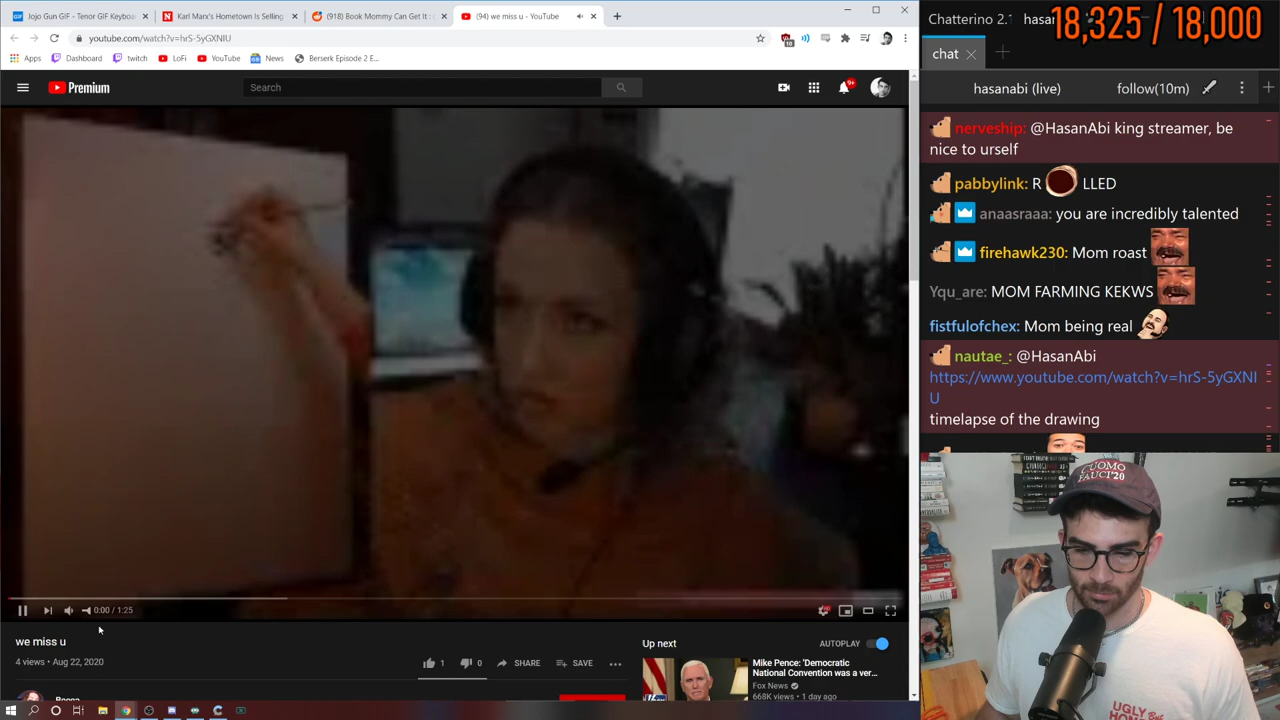 Jojo Gun GIF - Tenor GIF Keyboa
Karl Marx's Hometown Is Selling
(918) Book Mommy Can Get It :
(94) we miss u - YouTube
youtube.com/watch?v=hrS-5yGXNIU
10
Apps
Dashboard
twitch
LoFi
YouTube
News
Berserk Episode 2 E...
Premium
Search
9+
0:00 / 1:25
we miss u
4 views • Aug 22, 2020
1
0
SHARE
SAVE
Up next
AUTOPLAY
Mike Pence: 'Democratic
National Convention was a ver...
Fox News
668K views • 1 day ago
Chatterino 2.1
hasa
18,325 / 18,000
chat
hasanabi (live)
follow(10m)
nerveship: @HasanAbi king streamer, be
nice to urself
pabbylink: R LLED
anaasraaa: you are incredibly talented
firehawk230: Mom roast
Yqu_are: MOM FARMING KEKWS
fistfulofchex: Mom being real
nautae_: @HasanAbi
https://www.youtube.com/watch?v=hrS-5yGXNI
U
timelapse of the drawing
CUOMO
FAUCI'20
UGLY